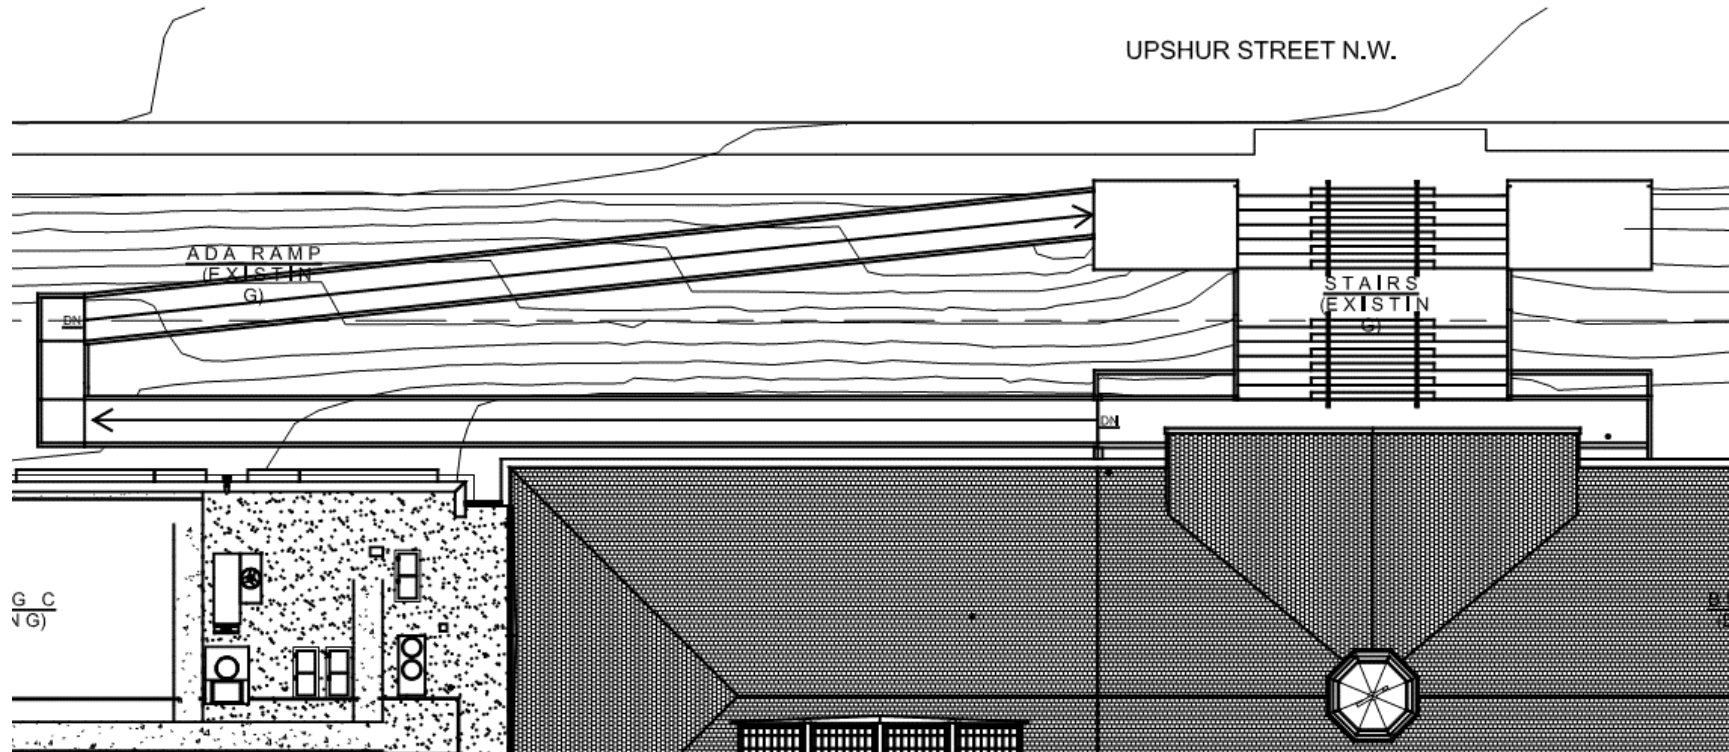 UPSHUR STREET N.W.
ADA RAMP
(EXISTIN
G)
STAIRS
(EXISTIN
G)
DN
DN
G C
N G)
B